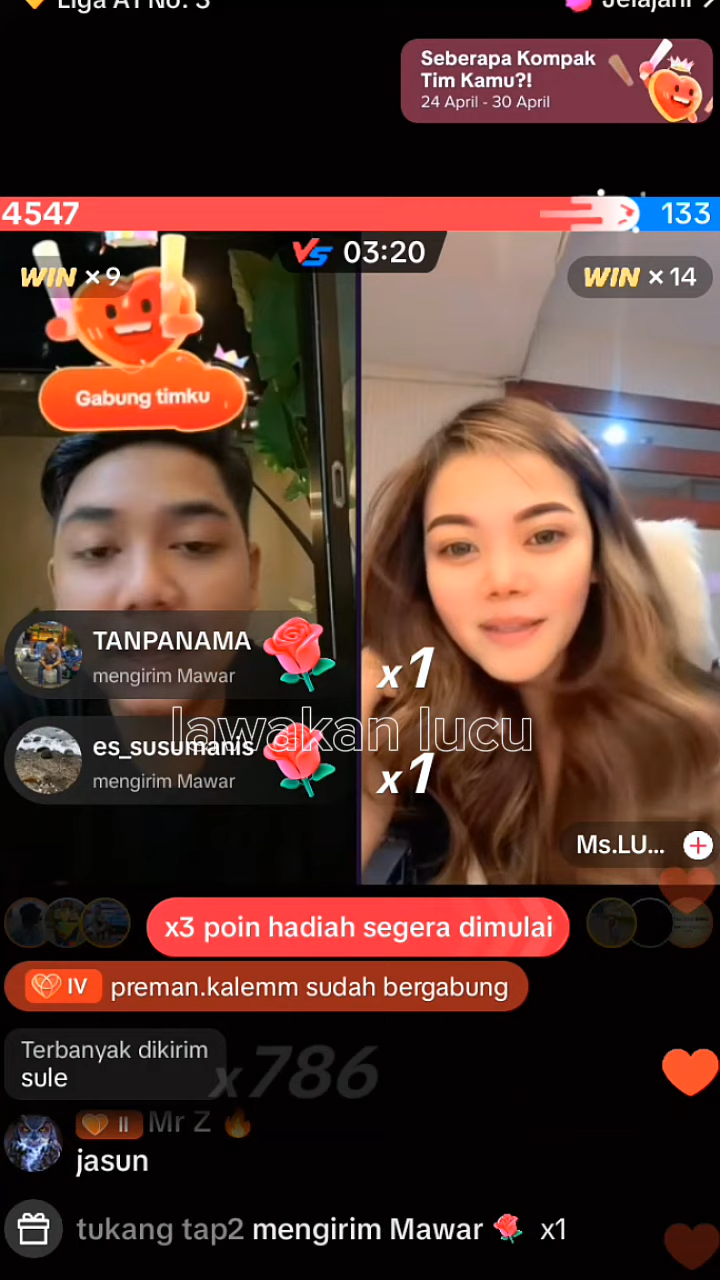 Liga A1 No. 3
Jelajahi
Seberapa Kompak
Tim Kamu?!
24 April - 30 April
4547
133
VS 03:20
WIN ×9
WIN ×14
Gabung timku
TANPANAMA
mengirim Mawar
x1
lawakan lucu
es_susumanis
mengirim Mawar
x1
Ms.LU...
x3 poin hadiah segera dimulai
IV preman.kalemm sudah bergabung
Terbanyak dikirim
sule
x786
II Mr Z
jasun
tukang tap2 mengirim Mawar x1